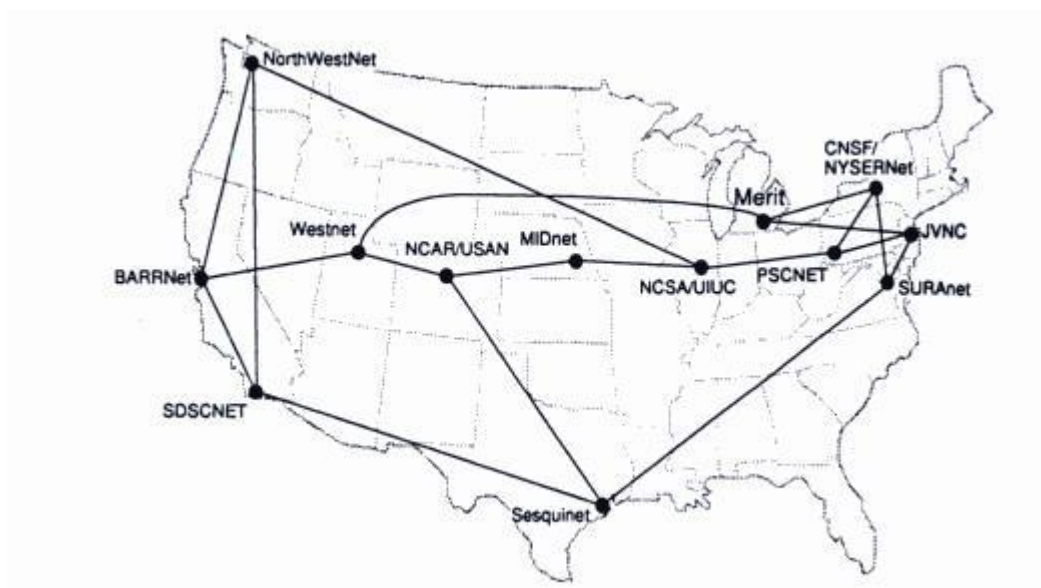 NorthWestNet
CNSF/
NYSERNet
Merit
Westnet
NCAR/USAN
MIDnet
JVNC
BARRNet
NCSA/UIUC
PSCNET
SURAnet
SDSCNET
Sesquinet